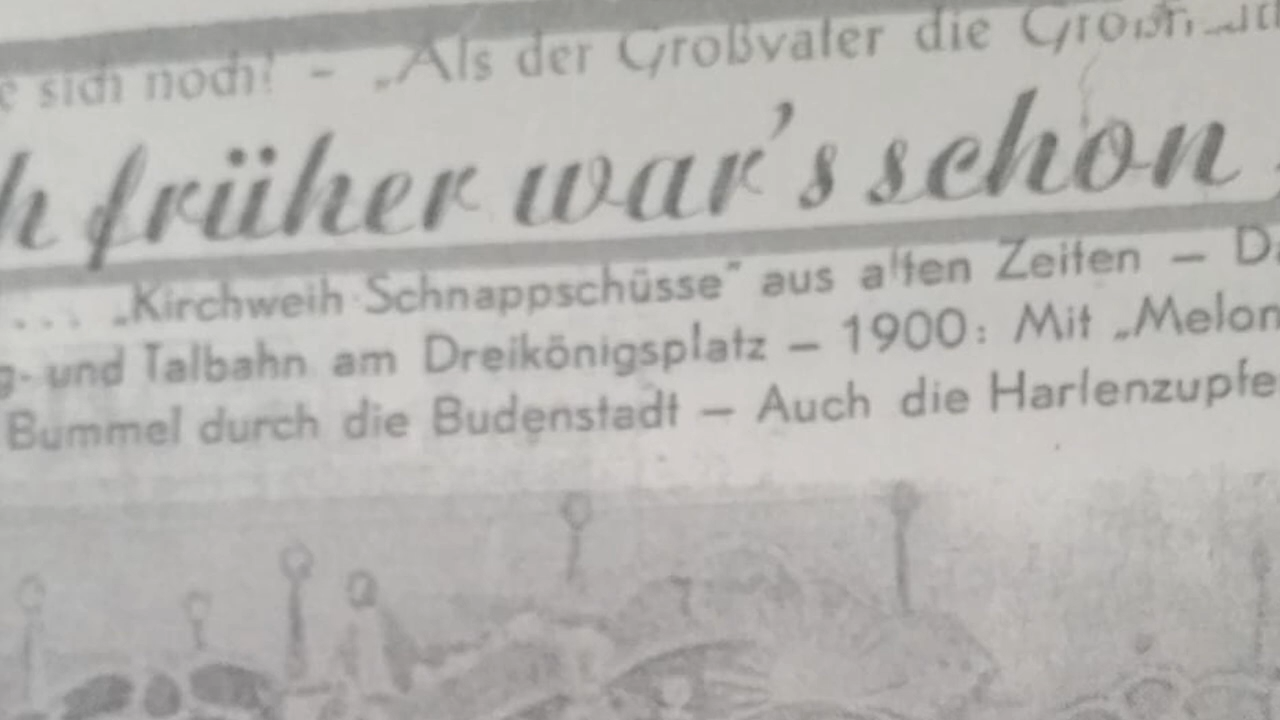 sich noch! – „Als der Großvater die
früher war's schon
... „Kirchweih-Schnappschüsse" aus alten Zeiten –
und Talbahn am Dreikönigsplatz – 1900: Mit „Melon
Bummel durch die Budenstadt – Auch die Harfenzupfe